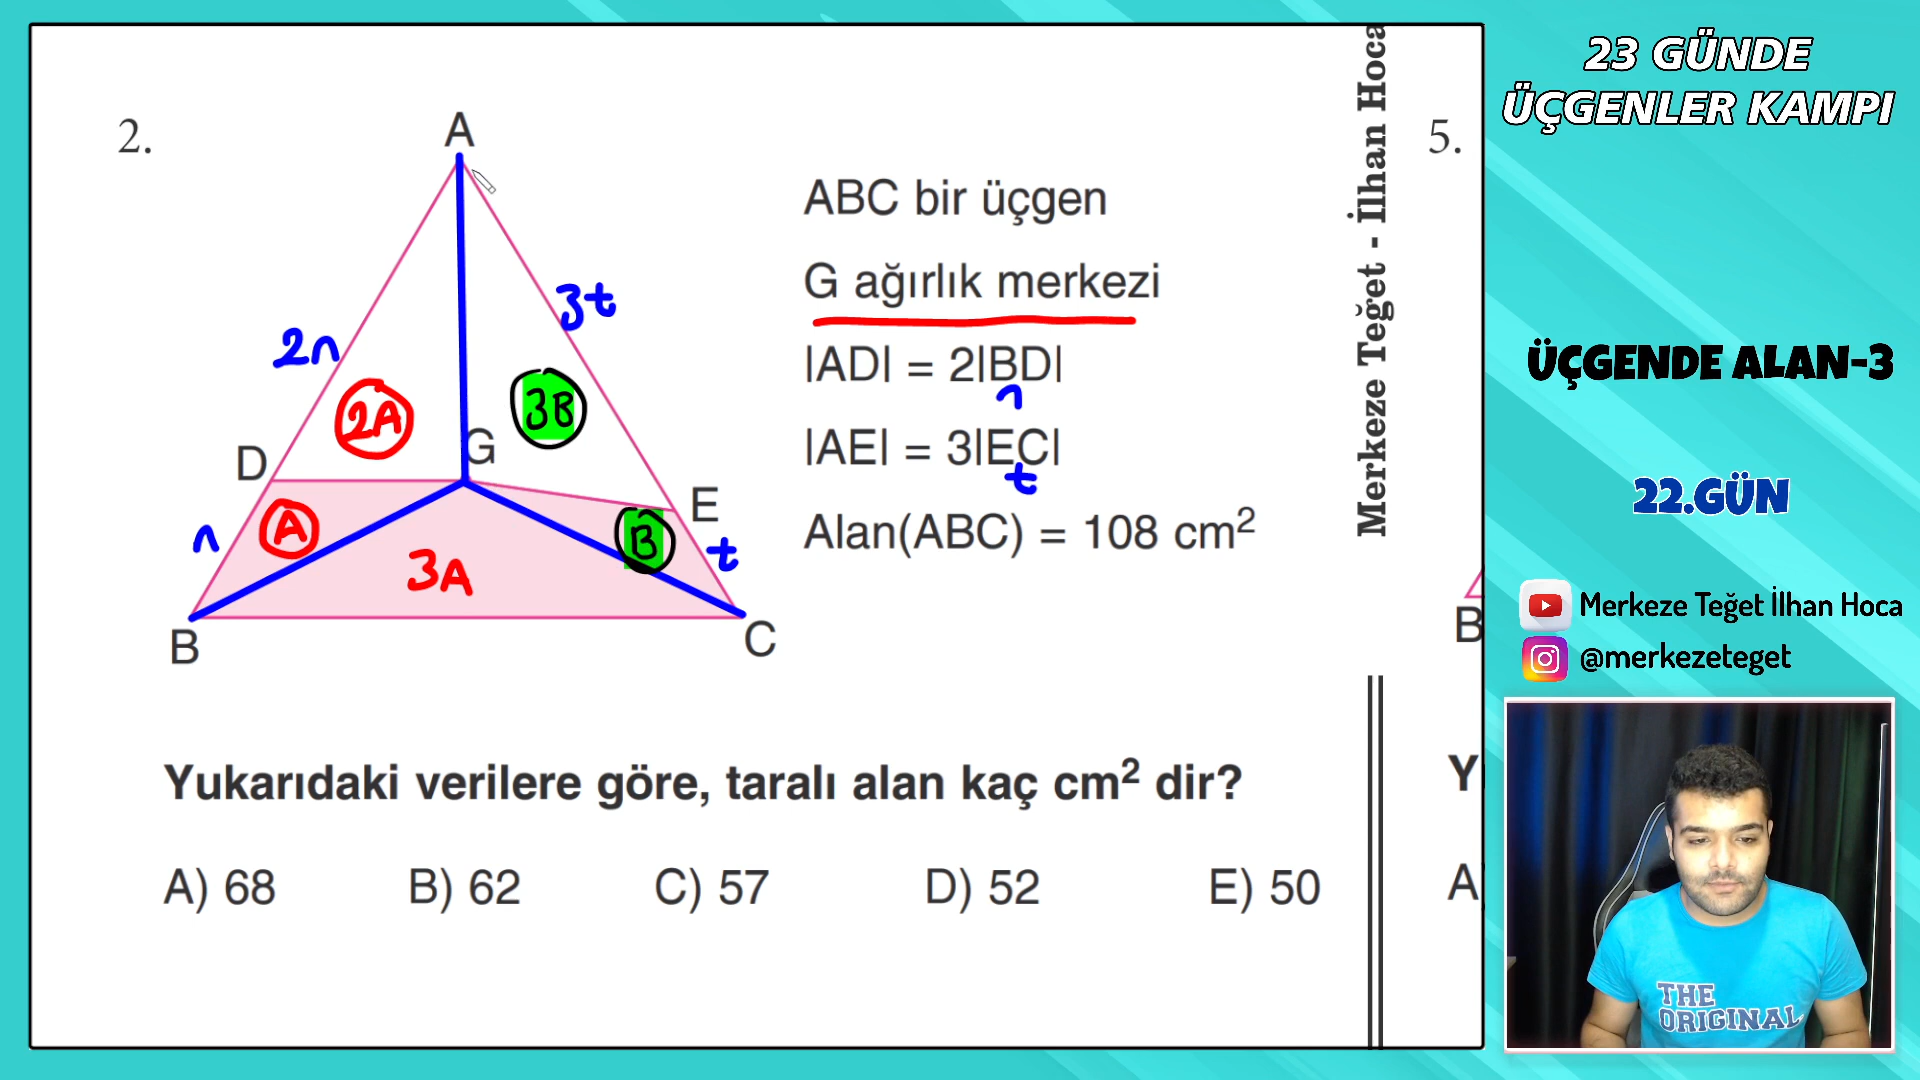 23 GÜNDE
ÜÇGENLER KAMPI
ÜÇGENDE ALAN-3
22.GÜN
Merkeze Teğet İlhan Hoca
@merkezeteget
Merkeze Teğet - İlhan Hoca
2.
A
2n
3t
2A
3B
D
G
E
n
A
B
t
3A
B
C
ABC bir üçgen
G ağırlık merkezi
|AD| = 2|BD|
n
|AE| = 3|EC|
t
Alan(ABC) = 108 cm²
Yukarıdaki verilere göre, taralı alan kaç cm² dir?
A) 68 B) 62 C) 57 D) 52 E) 50
5.
B
Y
A
THE
ORIGINAL